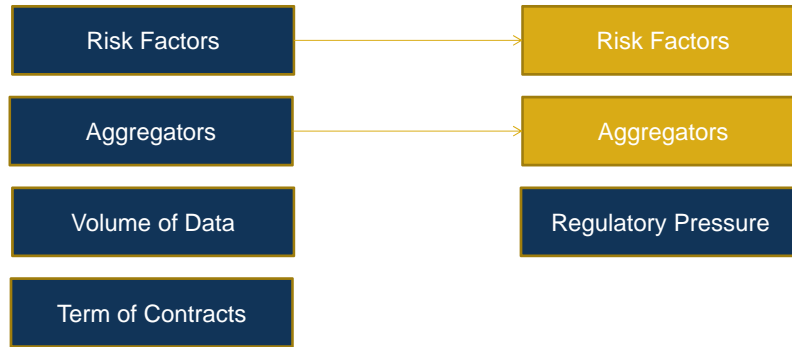 Risk Factors
Risk Factors
Aggregators
Aggregators
Volume of Data
Regulatory Pressure
Term of Contracts